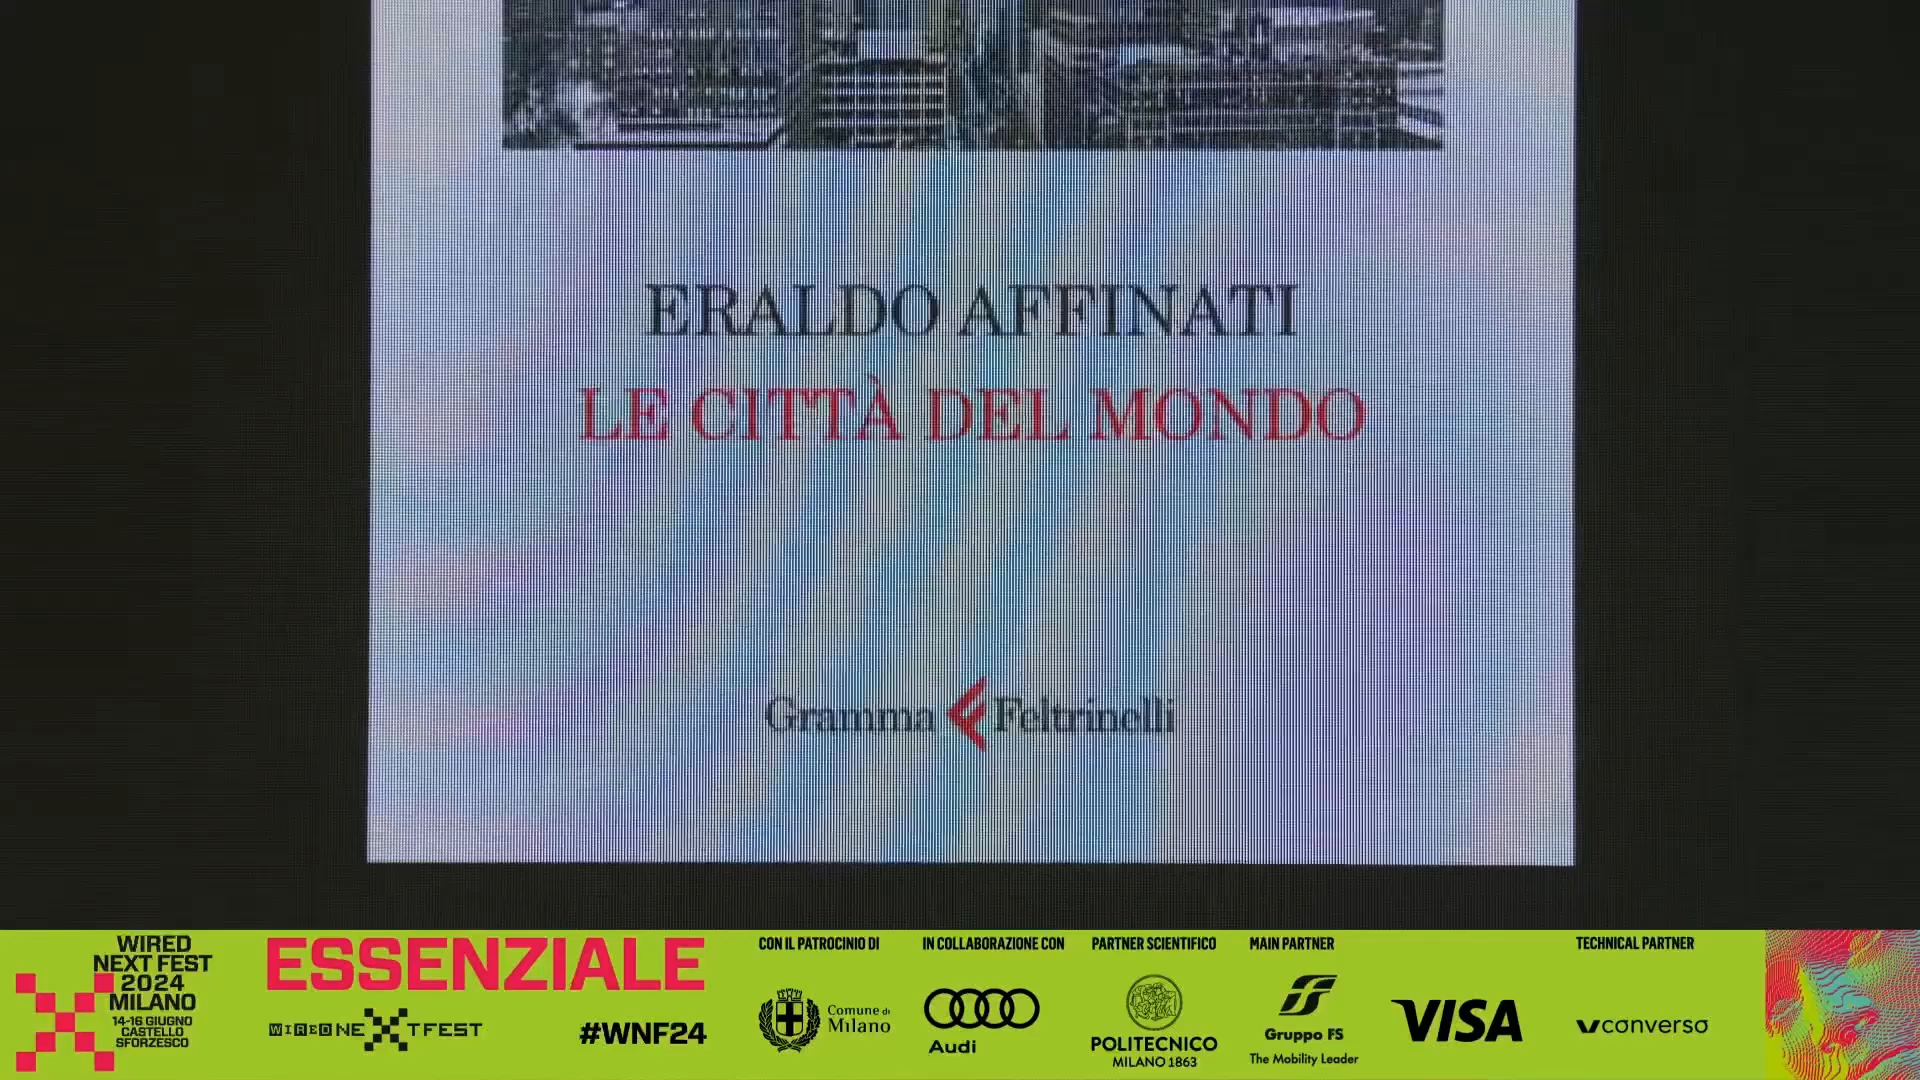 ERALDO AFFINATI
LE CITTÀ DEL MONDO
Gramma Feltrinelli
WIRED
NEXT FEST
2024
MILANO
14-16 GIUGNO
CASTELLO
SFORZESCO
ESSENZIALE
WIRED NEXT FEST
#WNF24
CON IL PATROCINIO DI
Comune di
Milano
IN COLLABORAZIONE CON
Audi
PARTNER SCIENTIFICO
POLITECNICO
MILANO 1863
MAIN PARTNER
Gruppo FS
The Mobility Leader
VISA
TECHNICAL PARTNER
converso